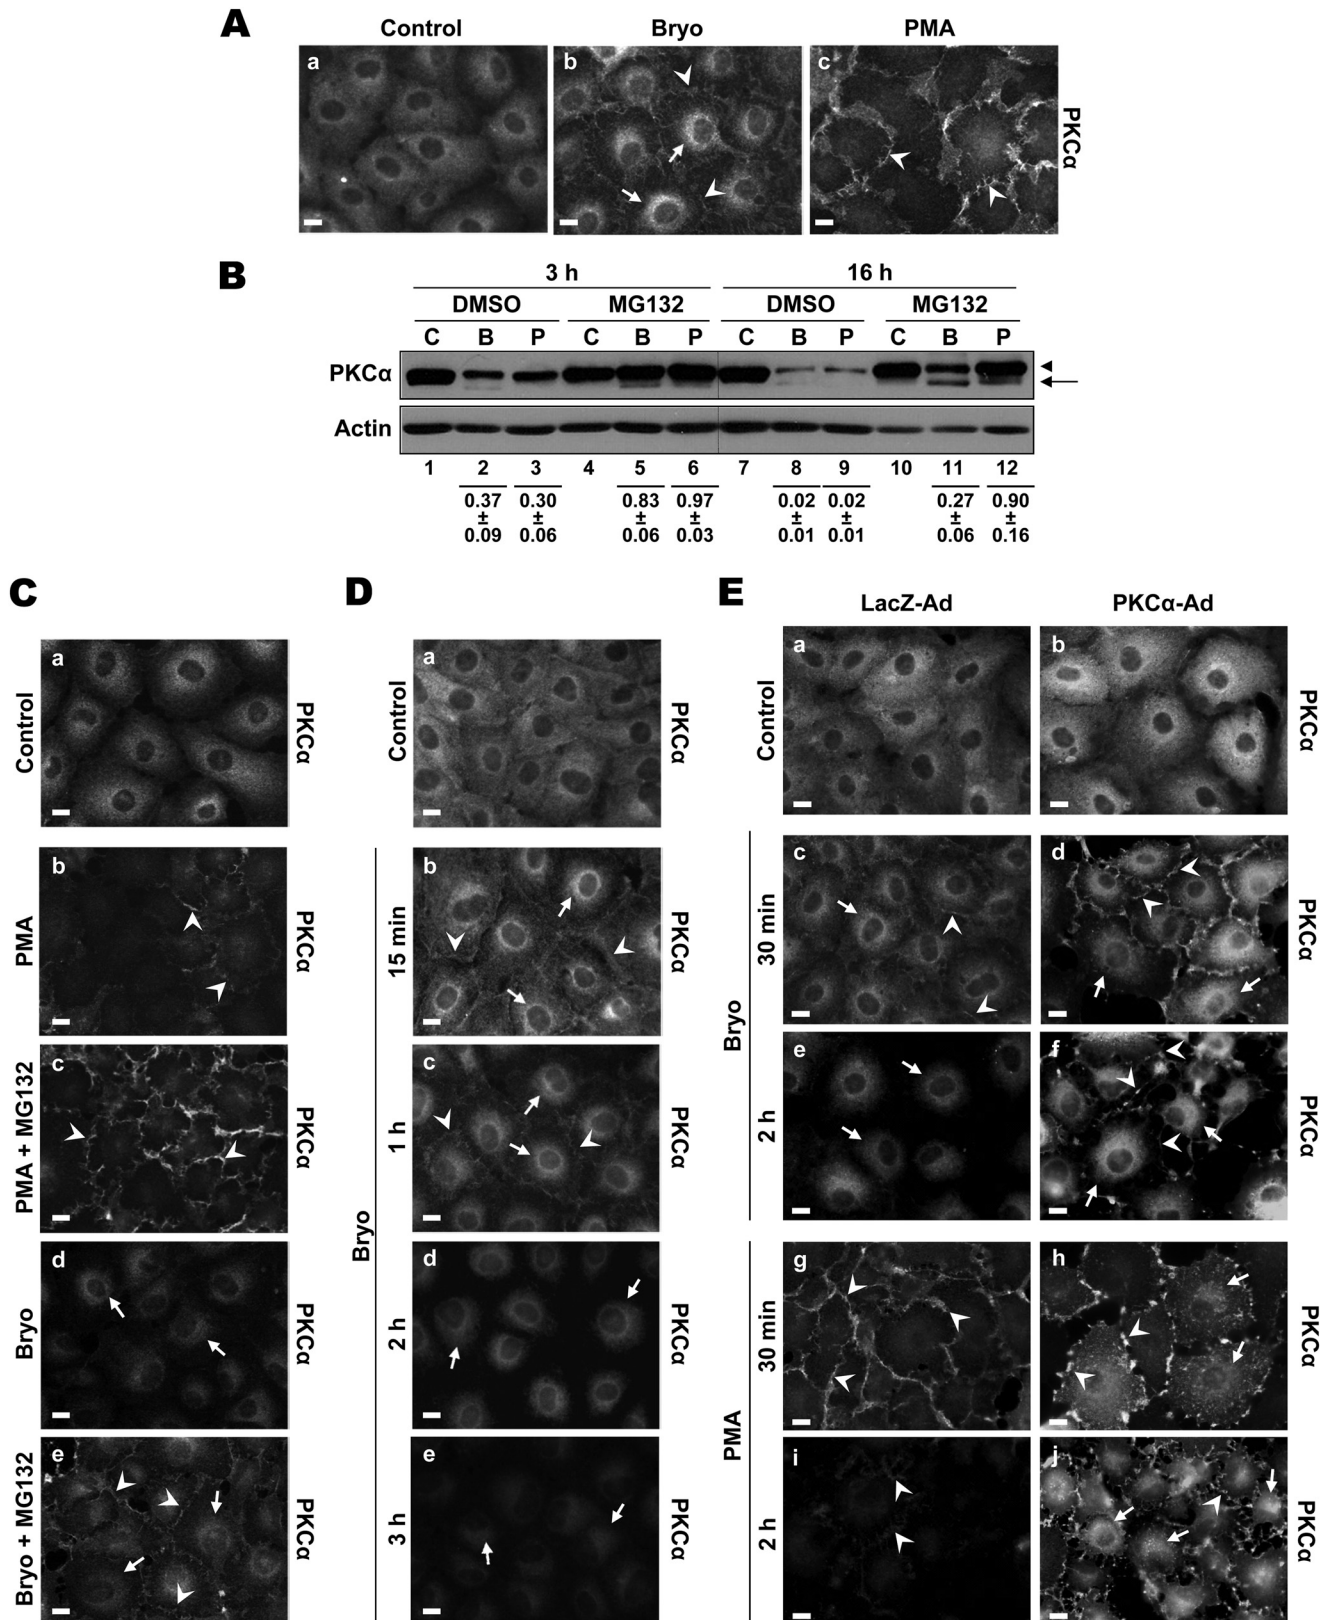 A
Control Bryo PMA
a b c PKCα
B
3 h 16 h
DMSO MG132 DMSO MG132
C B P C B P C B P C B P
PKCα
Actin
1 2 3 4 5 6 7 8 9 10 11 12
0.37 0.30 0.83 0.97 0.02 0.02 0.27 0.90
± ± ± ± ± ± ± ±
0.09 0.06 0.06 0.03 0.01 0.01 0.06 0.16
C
Control a PKCα
PMA b PKCα
PMA + MG132 c PKCα
Bryo d PKCα
Bryo + MG132 e PKCα
D
Control a PKCα
Bryo
15 min b PKCα
1 h c PKCα
2 h d PKCα
3 h e PKCα
E
LacZ-Ad PKCα-Ad
Control a b PKCα
Bryo
30 min c d PKCα
2 h e f PKCα
PMA
30 min g h PKCα
2 h i j PKCα